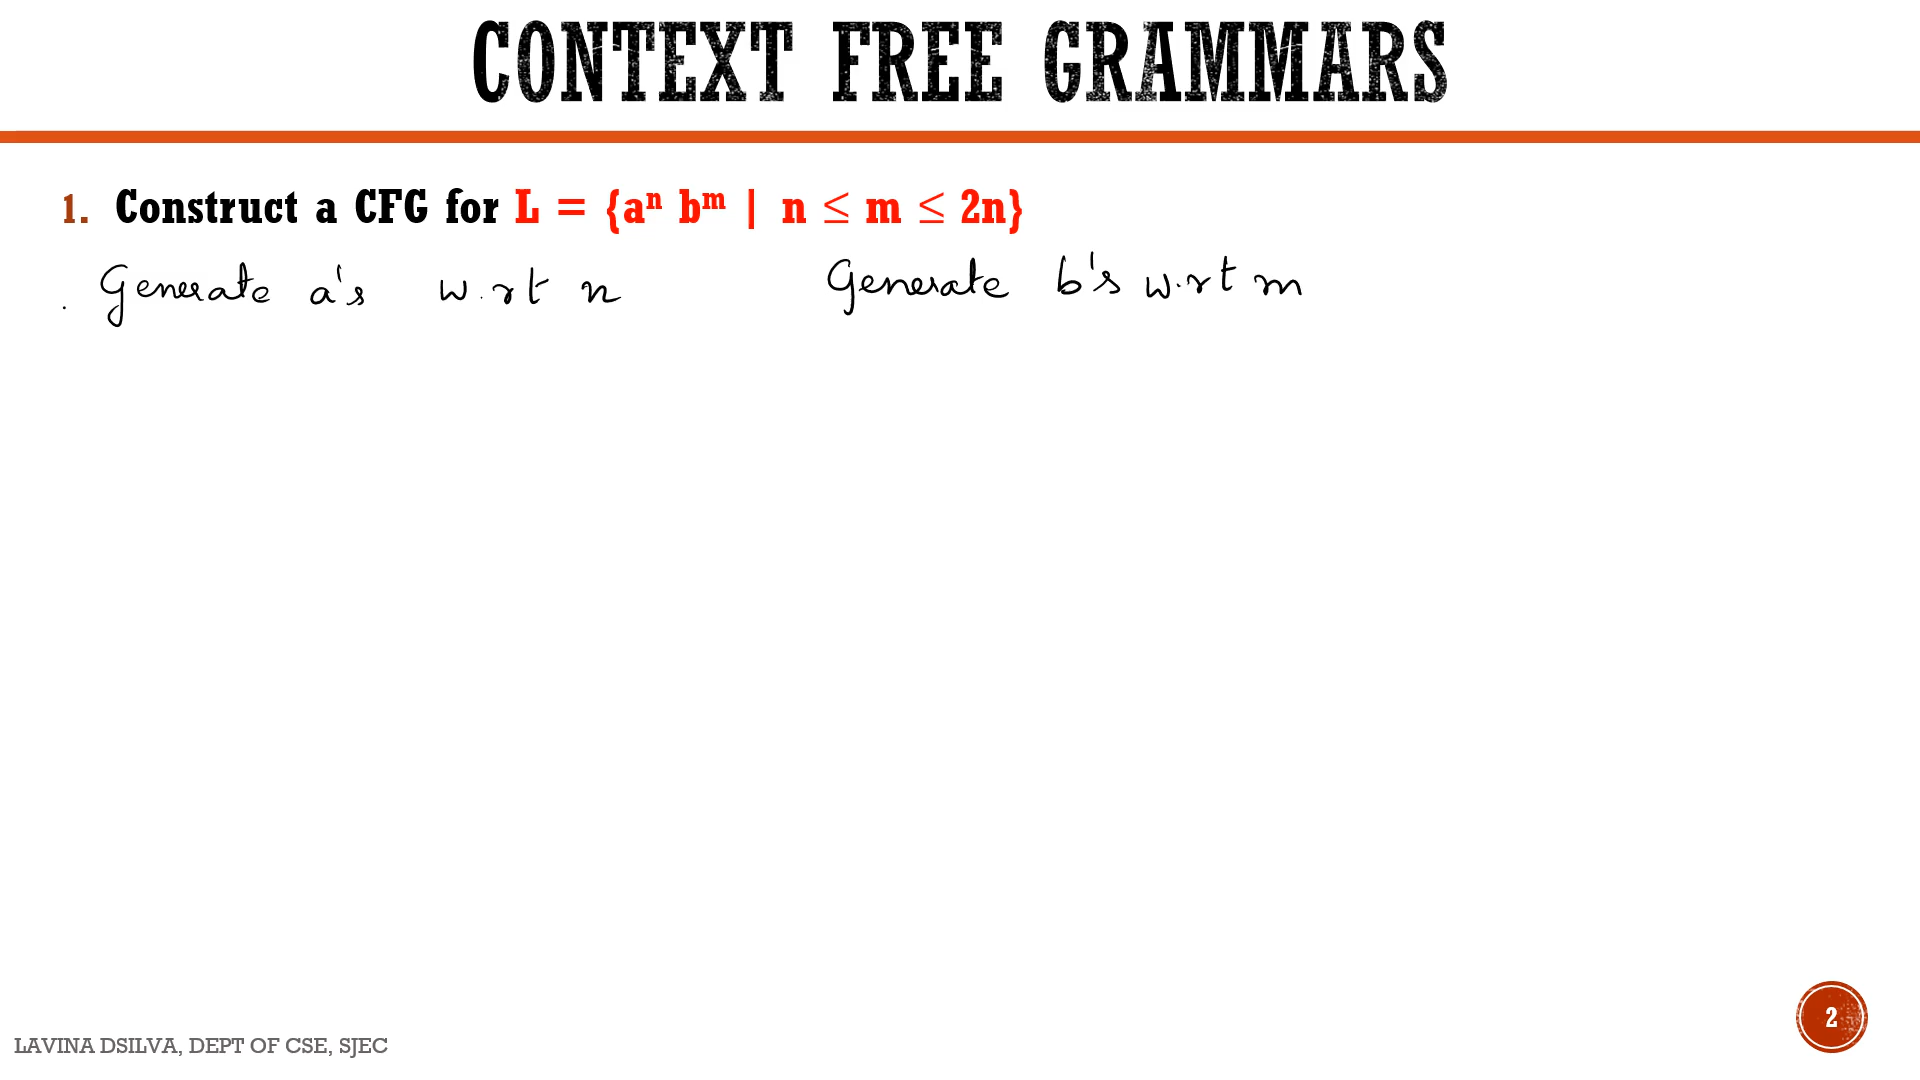 CONTEXT FREE GRAMMARS
1. Construct a CFG for L = {aⁿ bᵐ | n ≤ m ≤ 2n}
. Generate a's w.r.t n Generate b's w.r.t m
2
LAVINA DSILVA, DEPT OF CSE, SJEC